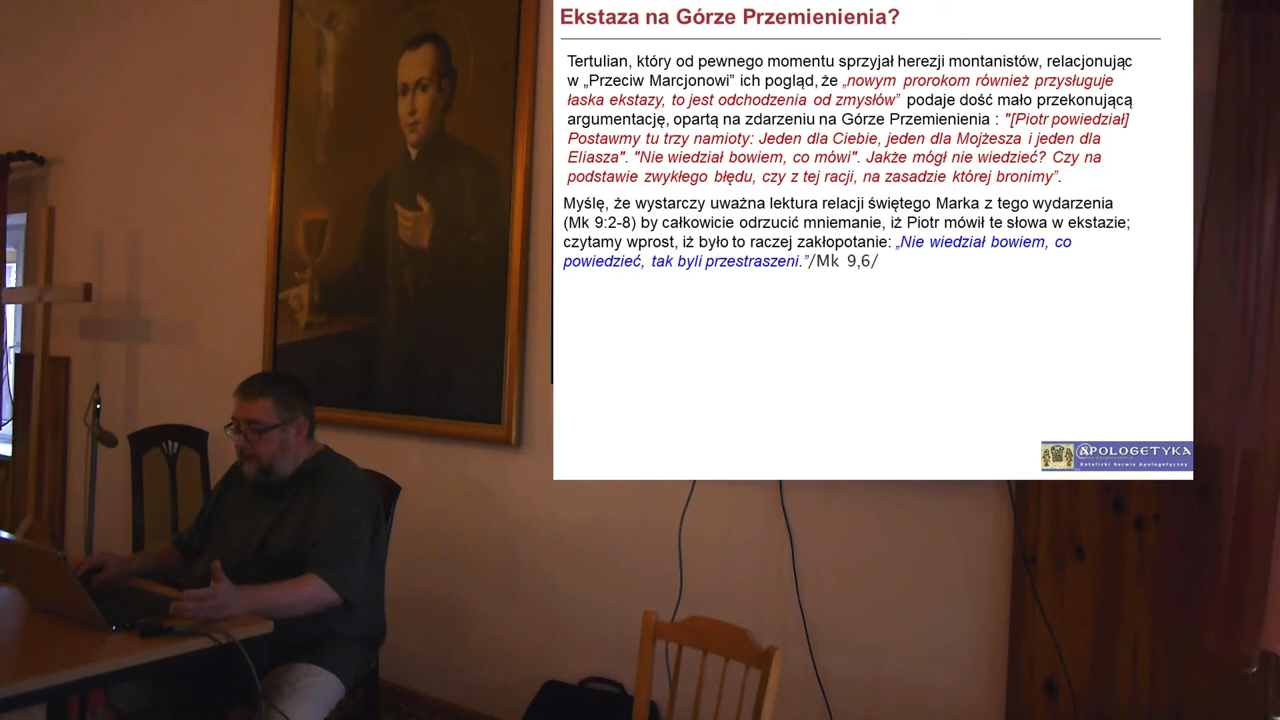 Ekstaza na Górze Przemienienia?
Tertulian, który od pewnego momentu sprzyjał herezji montanistów, relacjonując
w „Przeciw Marcjonowi” ich pogląd, że „nowym prorokom również przysługuje
łaska ekstazy, to jest odchodzenia od zmysłów” podaje dość mało przekonującą
argumentację, opartą na zdarzeniu na Górze Przemienienia : "[Piotr powiedział]
Postawmy tu trzy namioty: Jeden dla Ciebie, jeden dla Mojżesza i jeden dla
Eliasza". "Nie wiedział bowiem, co mówi". Jakże mógł nie wiedzieć? Czy na
podstawie zwykłego błędu, czy z tej racji, na zasadzie której bronimy”.
Myślę, że wystarczy uważna lektura relacji świętego Marka z tego wydarzenia
(Mk 9:2-8) by całkowicie odrzucić mniemanie, iż Piotr mówił te słowa w ekstazie;
czytamy wprost, iż było to raczej zakłopotanie: „Nie wiedział bowiem, co
powiedzieć, tak byli przestraszeni.”/Mk 9,6/
@POLOGETYKA
Katolicki Serwis Apologetyczny